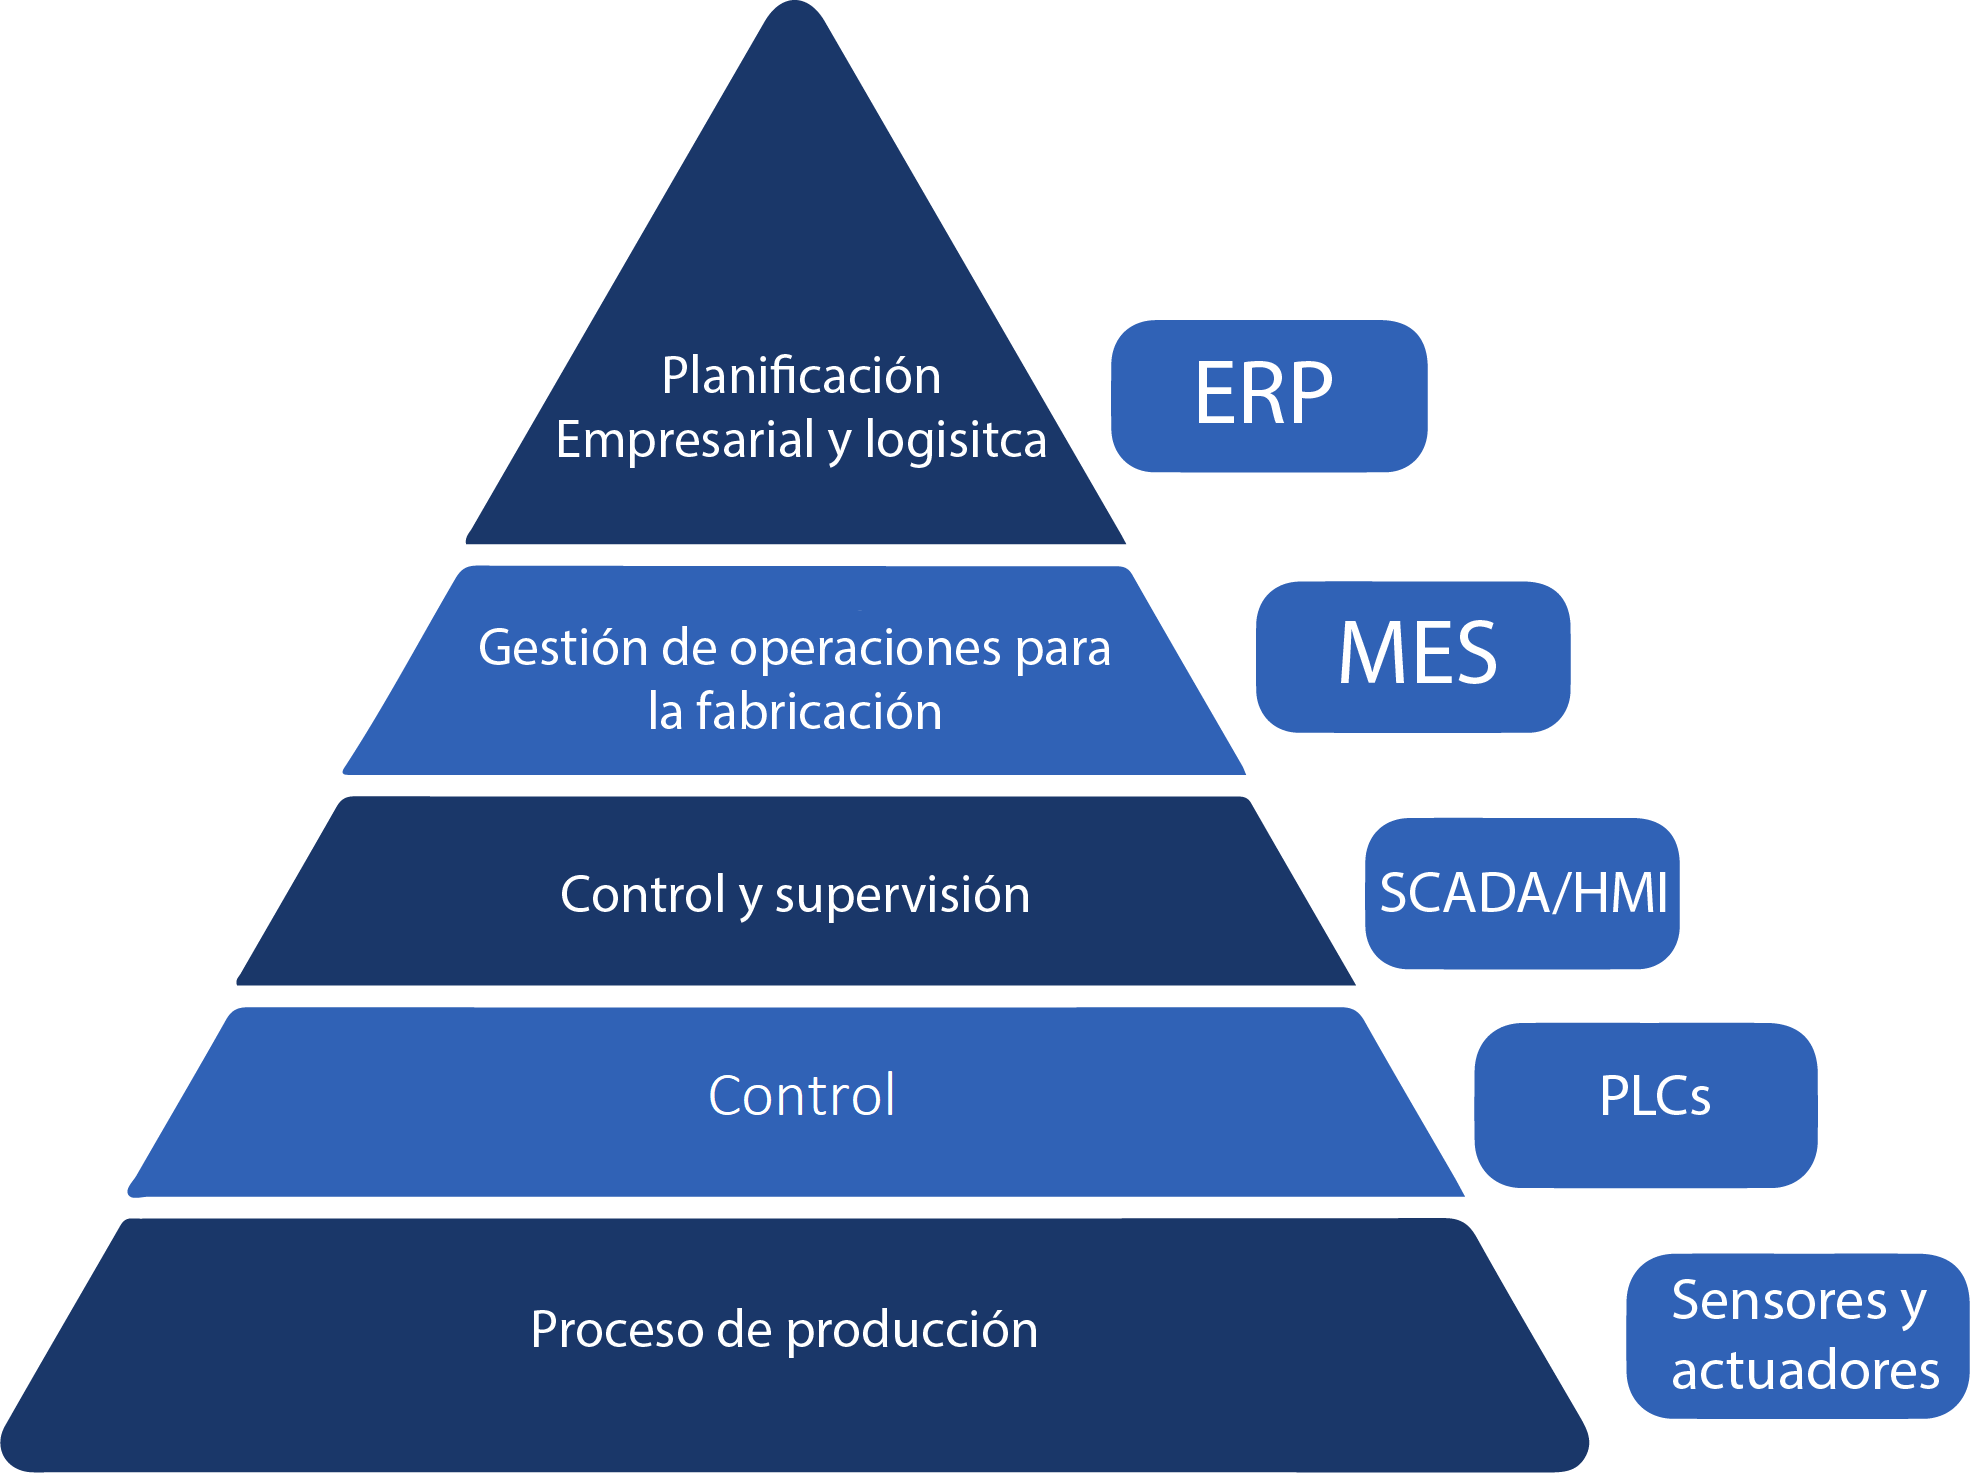 Planificación
Empresarial y logisitca
ERP
Gestión de operaciones para
la fabricación
MES
Control y supervisión
SCADA/HMI
Control
PLCs
Proceso de producción
Sensores y
actuadores